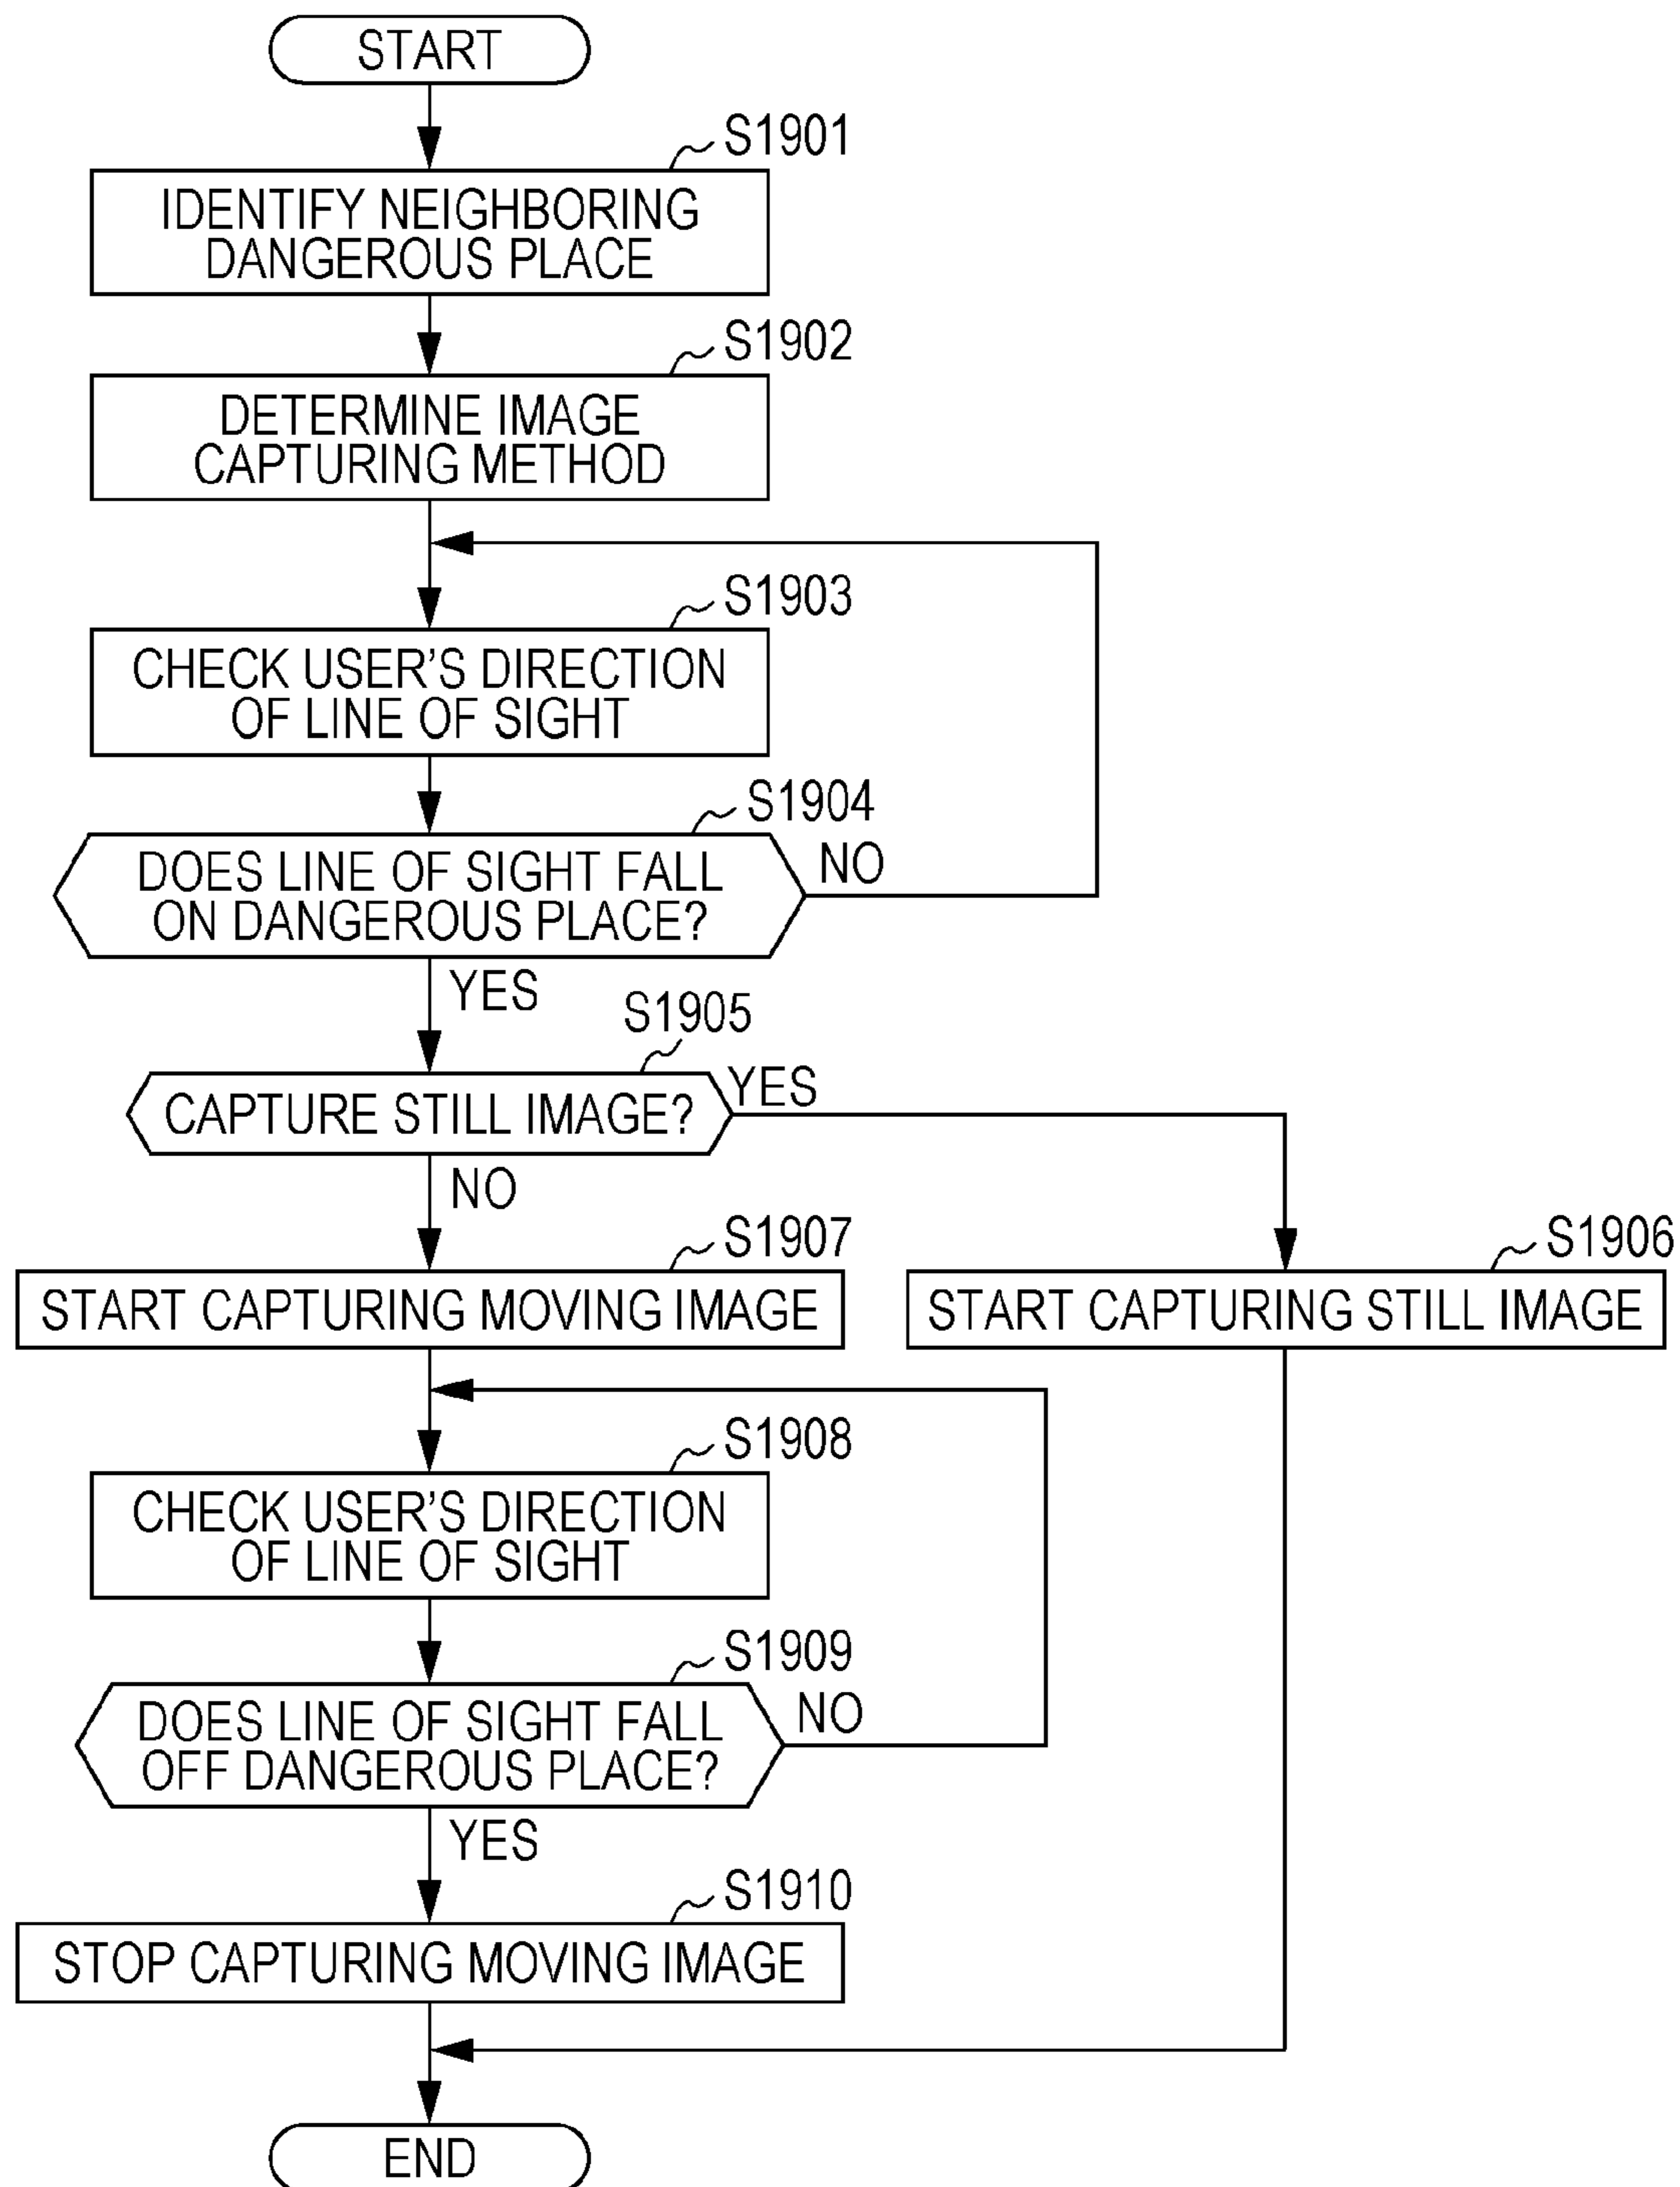 START
S1901
IDENTIFY NEIGHBORING
DANGEROUS PLACE
S1902
DETERMINE IMAGE
CAPTURING METHOD
S1903
CHECK USER'S DIRECTION
OF LINE OF SIGHT
S1904
DOES LINE OF SIGHT FALL
ON DANGEROUS PLACE?
NO
YES
S1905
CAPTURE STILL IMAGE?
YES
NO
S1907
START CAPTURING MOVING IMAGE
S1906
START CAPTURING STILL IMAGE
S1908
CHECK USER'S DIRECTION
OF LINE OF SIGHT
S1909
DOES LINE OF SIGHT FALL
OFF DANGEROUS PLACE?
NO
YES
S1910
STOP CAPTURING MOVING IMAGE
END